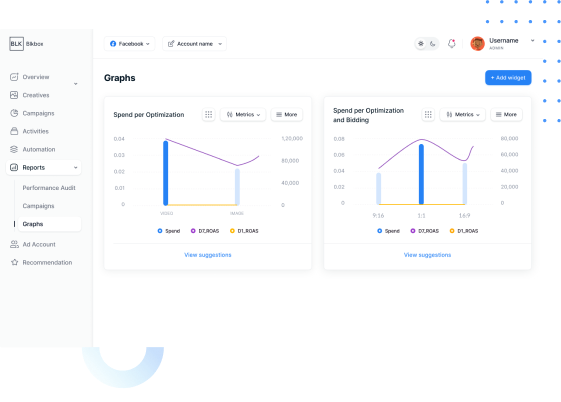 BLK Blkbox
Facebook
Account name
Username
ADMIN
Overview
Creatives
Campaigns
Activities
Automation
Reports
Performance Audit
Campaigns
Graphs
Ad Account
Recommendation
Graphs
+ Add widget
Spend per Optimization
Metrics
More
0.04
0.03
0.02
0.01
0
1,20,000
80,000
40,000
0
VIDEO
IMAGE
Spend
D7_ROAS
D1_ROAS
View suggestions
Spend per Optimization
and Bidding
Metrics
More
0.08
0.06
0.04
0.02
0
80,000
60,000
40,000
20,000
0
9:16
1:1
16:9
Spend
D7_ROAS
D1_ROAS
View suggestions